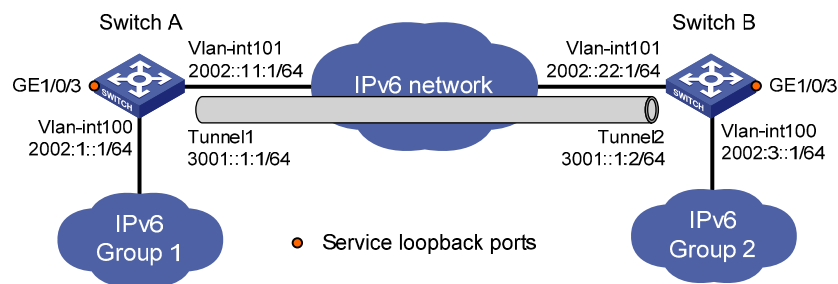 Switch A
Switch B
Vlan-int101
2002::11:1/64
Vlan-int101
2002::22:1/64
IPv6 network
GE1/0/3
SWITCH
SWITCH
GE1/0/3
Vlan-int100
2002:1::1/64
Tunnel1
3001::1:1/64
Tunnel2
3001::1:2/64
Vlan-int100
2002:3::1/64
IPv6
Group 1
Service loopback ports
IPv6
Group 2